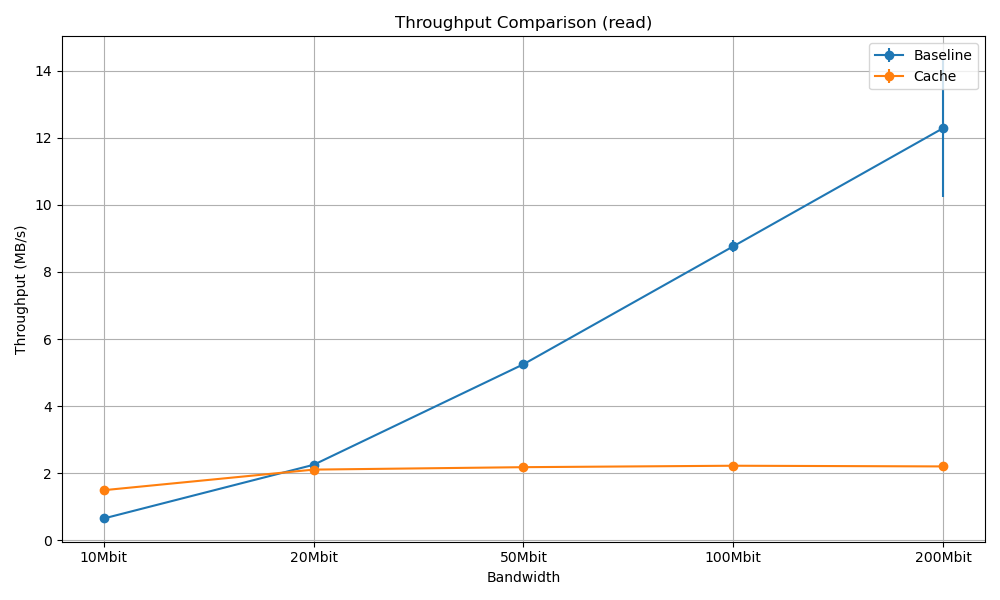 Throughput Comparison (read)
Baseline
Cache
Throughput (MB/s)
14
12
10
8
6
4
2
0
10Mbit 20Mbit 50Mbit 100Mbit 200Mbit
Bandwidth